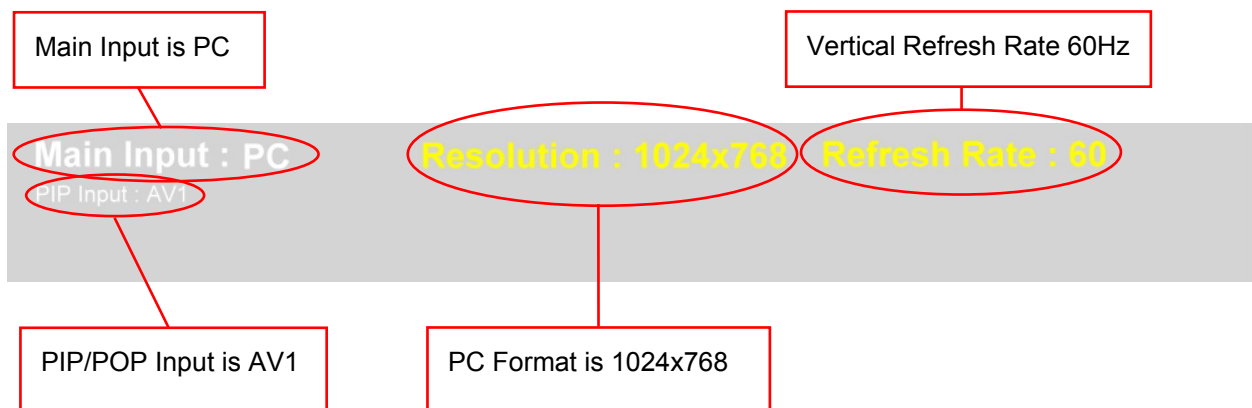 Main Input is PC
Vertical Refresh Rate 60Hz
Main Input : PC
Resolution : 1024x768
Refresh Rate : 60
PIP Input : AV1
PIP/POP Input is AV1
PC Format is 1024x768